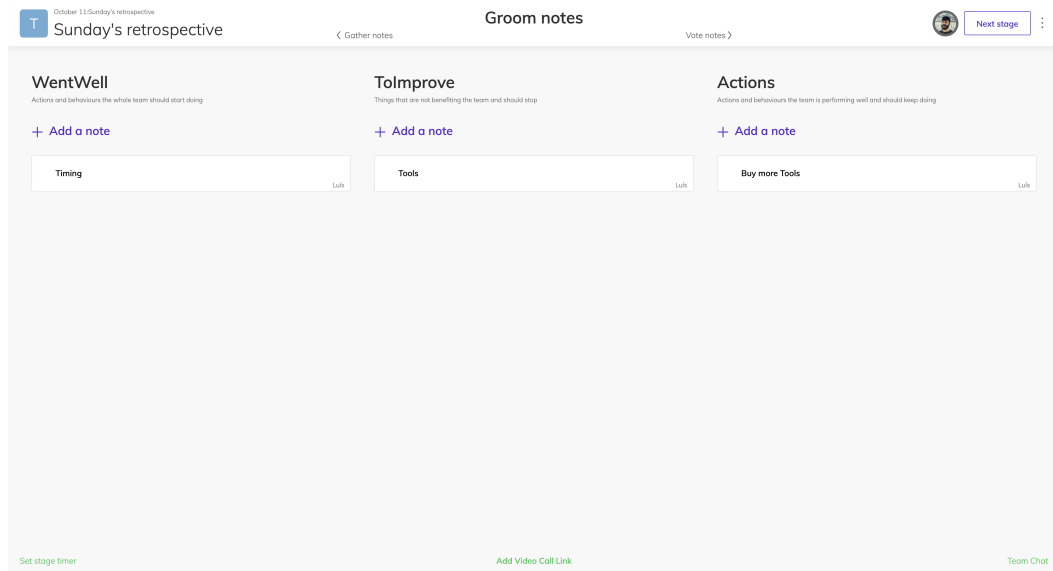 T
October 11:Sunday's retrospective
Sunday's retrospective
Groom notes
Gather notes
Vote notes
Next stage
WentWell
Actions and behaviours the whole team should start doing
Add a note
Timing
Luis
ToImprove
Things that are not benefiting the team and should stop
Add a note
Tools
Luis
Actions
Actions and behaviours the team is performing well and should keep doing
Add a note
Buy more Tools
Luis
Set stage timer
Add Video Call Link
Team Chat